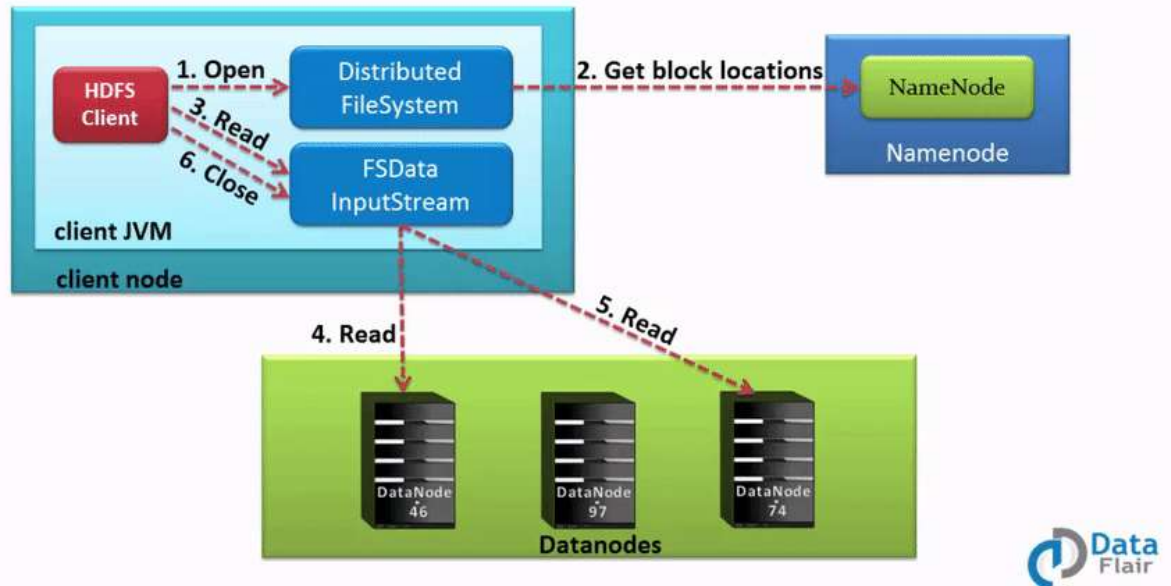 1. Open
Distributed
FileSystem
2. Get block locations
NameNode
Namenode
HDFS
Client
3. Read
6. Close
FSData
InputStream
client JVM
client node
4. Read
5. Read
DataNode
46
DataNode
97
DataNode
74
Datanodes
Data
Flair